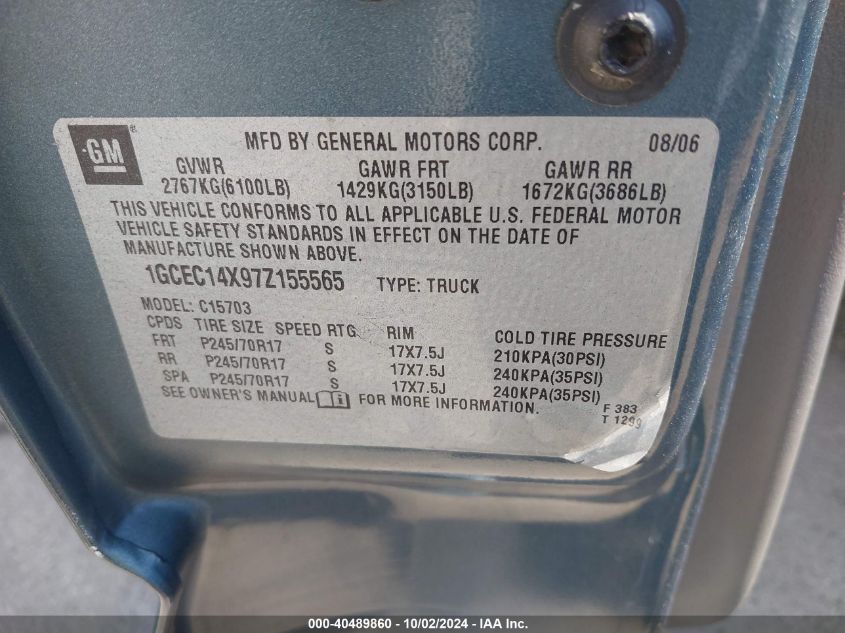 GM
MFD BY GENERAL MOTORS CORP. 08/06
GVWR GAWR FRT GAWR RR
2767KG(6100LB) 1429KG(3150LB) 1672KG(3686LB)
THIS VEHICLE CONFORMS TO ALL APPLICABLE U.S. FEDERAL MOTOR
VEHICLE SAFETY STANDARDS IN EFFECT ON THE DATE OF
MANUFACTURE SHOWN ABOVE.
1GCEC14X97Z155565 TYPE: TRUCK
MODEL: C15703
CPDS TIRE SIZE SPEED RTG RIM COLD TIRE PRESSURE
FRT P245/70R17 S 17X7.5J 210KPA(30PSI)
RR P245/70R17 S 17X7.5J 240KPA(35PSI)
SPA P245/70R17 S 17X7.5J 240KPA(35PSI)
SEE OWNER'S MANUAL FOR MORE INFORMATION.
F 383
T 1299
000-40489860 - 10/02/2024 - IAA Inc.